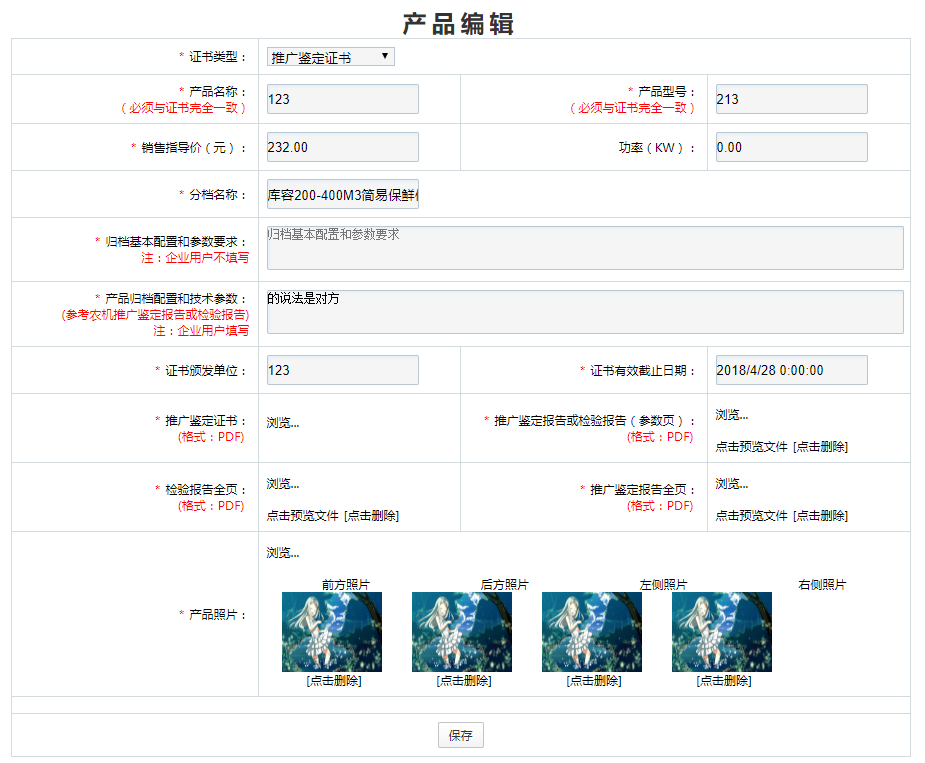 产品编辑
* 证书类型：
推广鉴定证书
* 产品名称：
（必须与证书完全一致）
123
* 产品型号：
（必须与证书完全一致）
213
* 销售指导价（元）：
232.00
功率（KW）：
0.00
* 分档名称：
库容200-400M3简易保鲜
* 归档基本配置和参数要求：
注：企业用户不填写
归档基本配置和参数要求
* 产品归档配置和技术参数：
(参考农机推广鉴定报告或检验报告)
注：企业用户填写
的说法是对方
* 证书颁发单位：
123
* 证书有效截止日期：
2018/4/28 0:00:00
* 推广鉴定证书：
(格式：PDF)
浏览...
* 推广鉴定报告或检验报告（参数页）：
(格式：PDF)
浏览...
点击预览文件 [点击删除]
* 检验报告全页：
(格式：PDF)
浏览...
点击预览文件 [点击删除]
* 推广鉴定报告全页：
(格式：PDF)
浏览...
点击预览文件 [点击删除]
* 产品照片：
浏览...
前方照片 后方照片 左侧照片 右侧照片
[点击删除] [点击删除] [点击删除] [点击删除]
保存